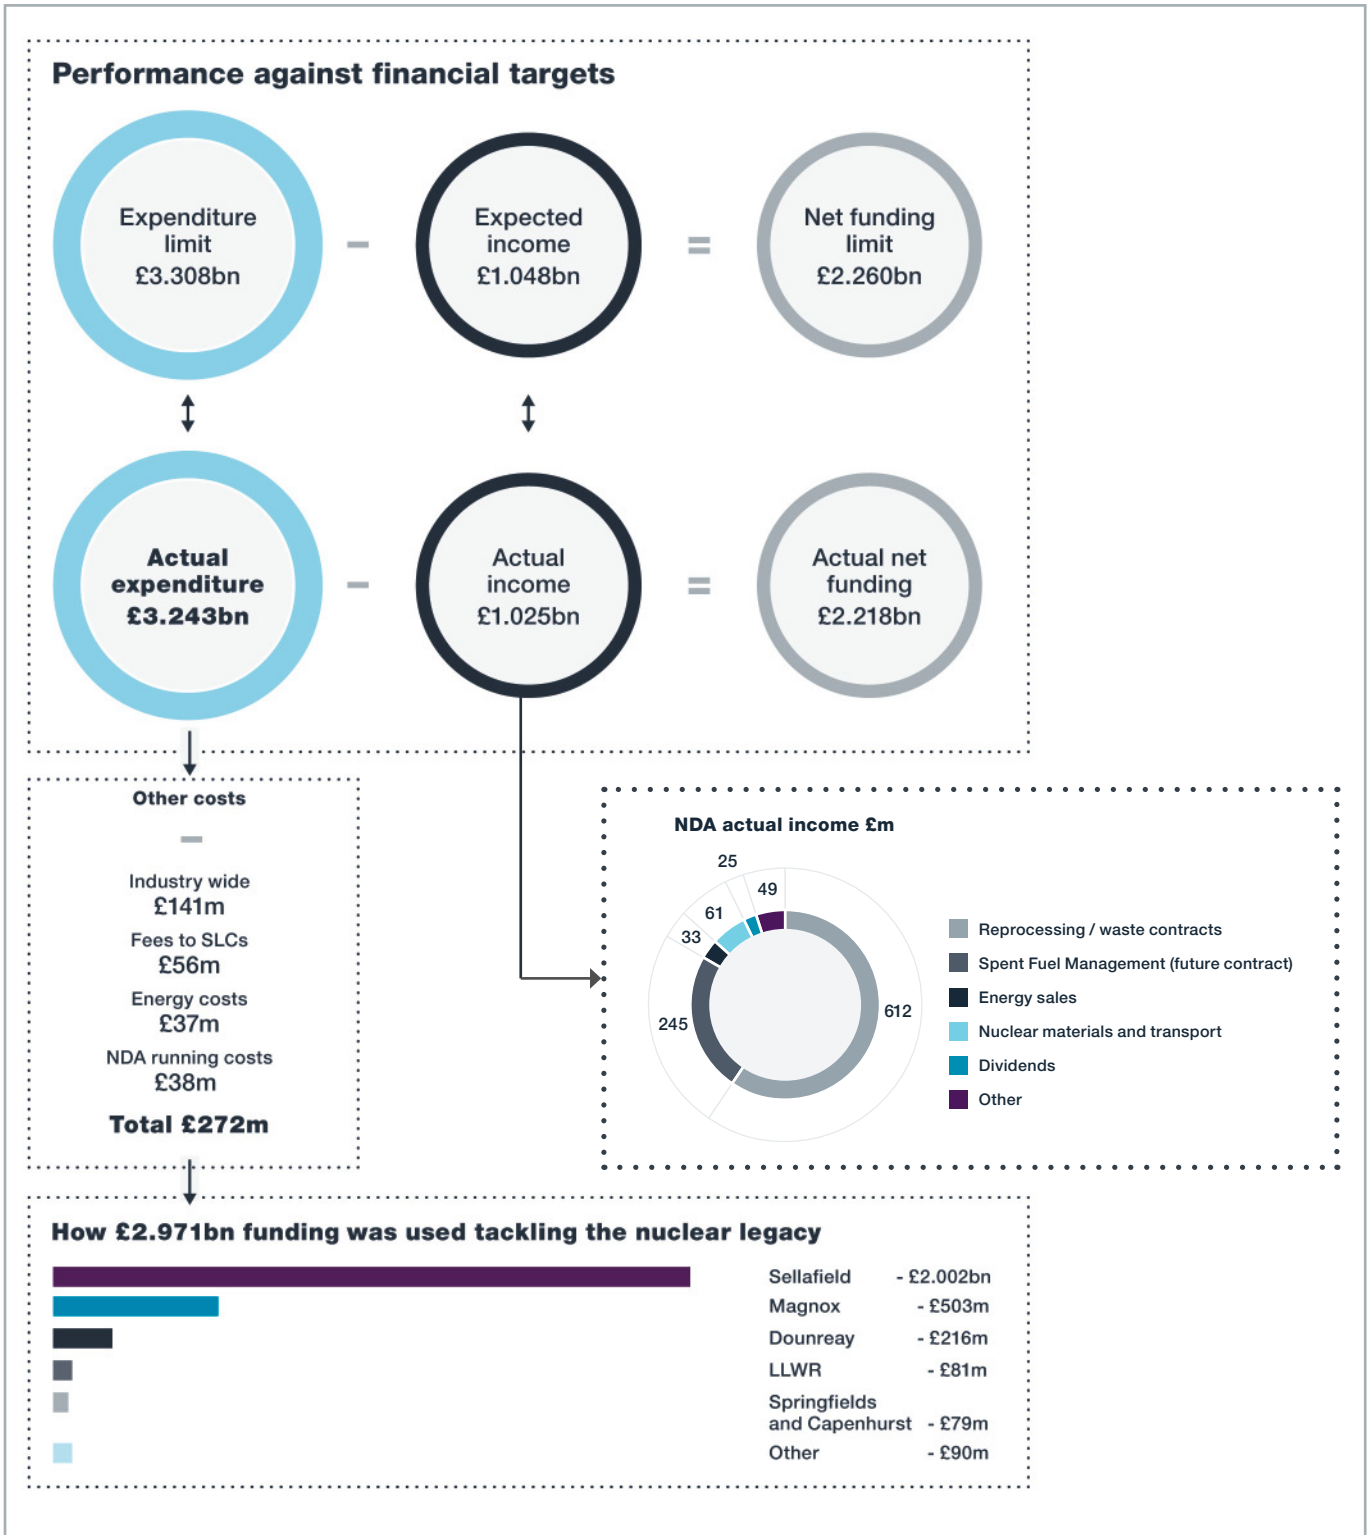 Performance against financial targets
Expenditure
limit
£3.308bn
–
Expected
income
£1.048bn
=
Net funding
limit
£2.260bn
Actual
expenditure
£3.243bn
–
Actual
income
£1.025bn
=
Actual net
funding
£2.218bn
Other costs
–
Industry wide
£141m
Fees to SLCs
£56m
Energy costs
£37m
NDA running costs
£38m
Total £272m
NDA actual income £m
25
49
61
33
245
612
Reprocessing / waste contracts
Spent Fuel Management (future contract)
Energy sales
Nuclear materials and transport
Dividends
Other
How £2.971bn funding was used tackling the nuclear legacy
Sellafield - £2.002bn
Magnox - £503m
Dounreay - £216m
LLWR - £81m
Springfields
and Capenhurst - £79m
Other - £90m